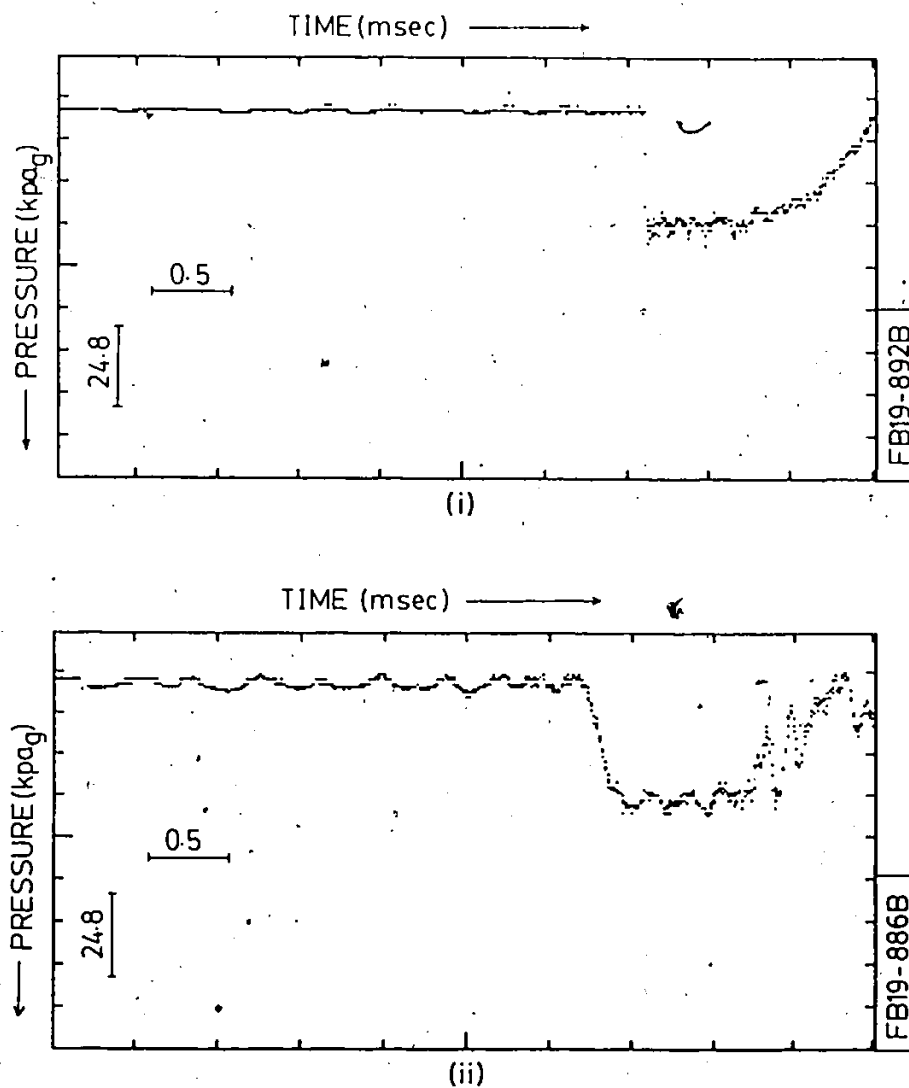 TIME (msec)
PRESSURE (kpag)
0.5
24.8
FB19-892B
(i)
TIME (msec)
PRESSURE (kpag)
0.5
24.8
FB19-886B
(ii)